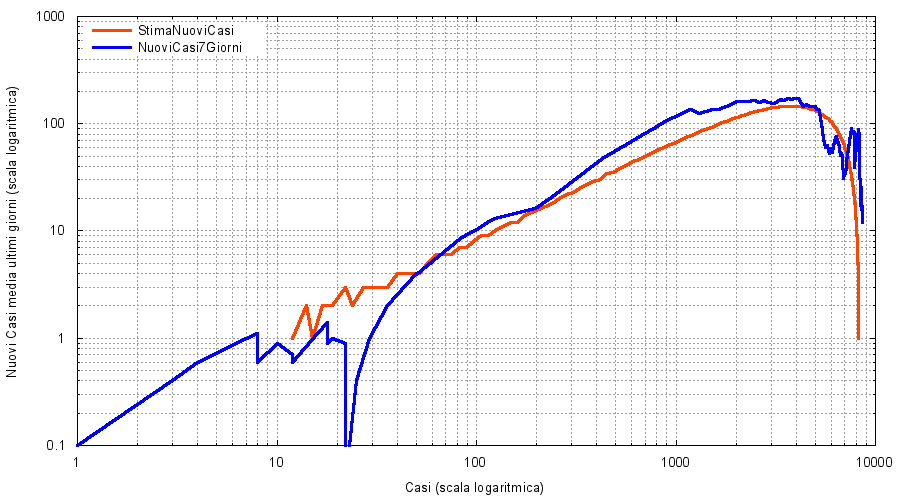 1000
StimaNuoviCasi
NuoviCasi7Giorni
100
10
1
0.1
Nuovi Casi media ultimi giorni (scala logaritmica)
1 10 100 1000 10000
Casi (scala logaritmica)